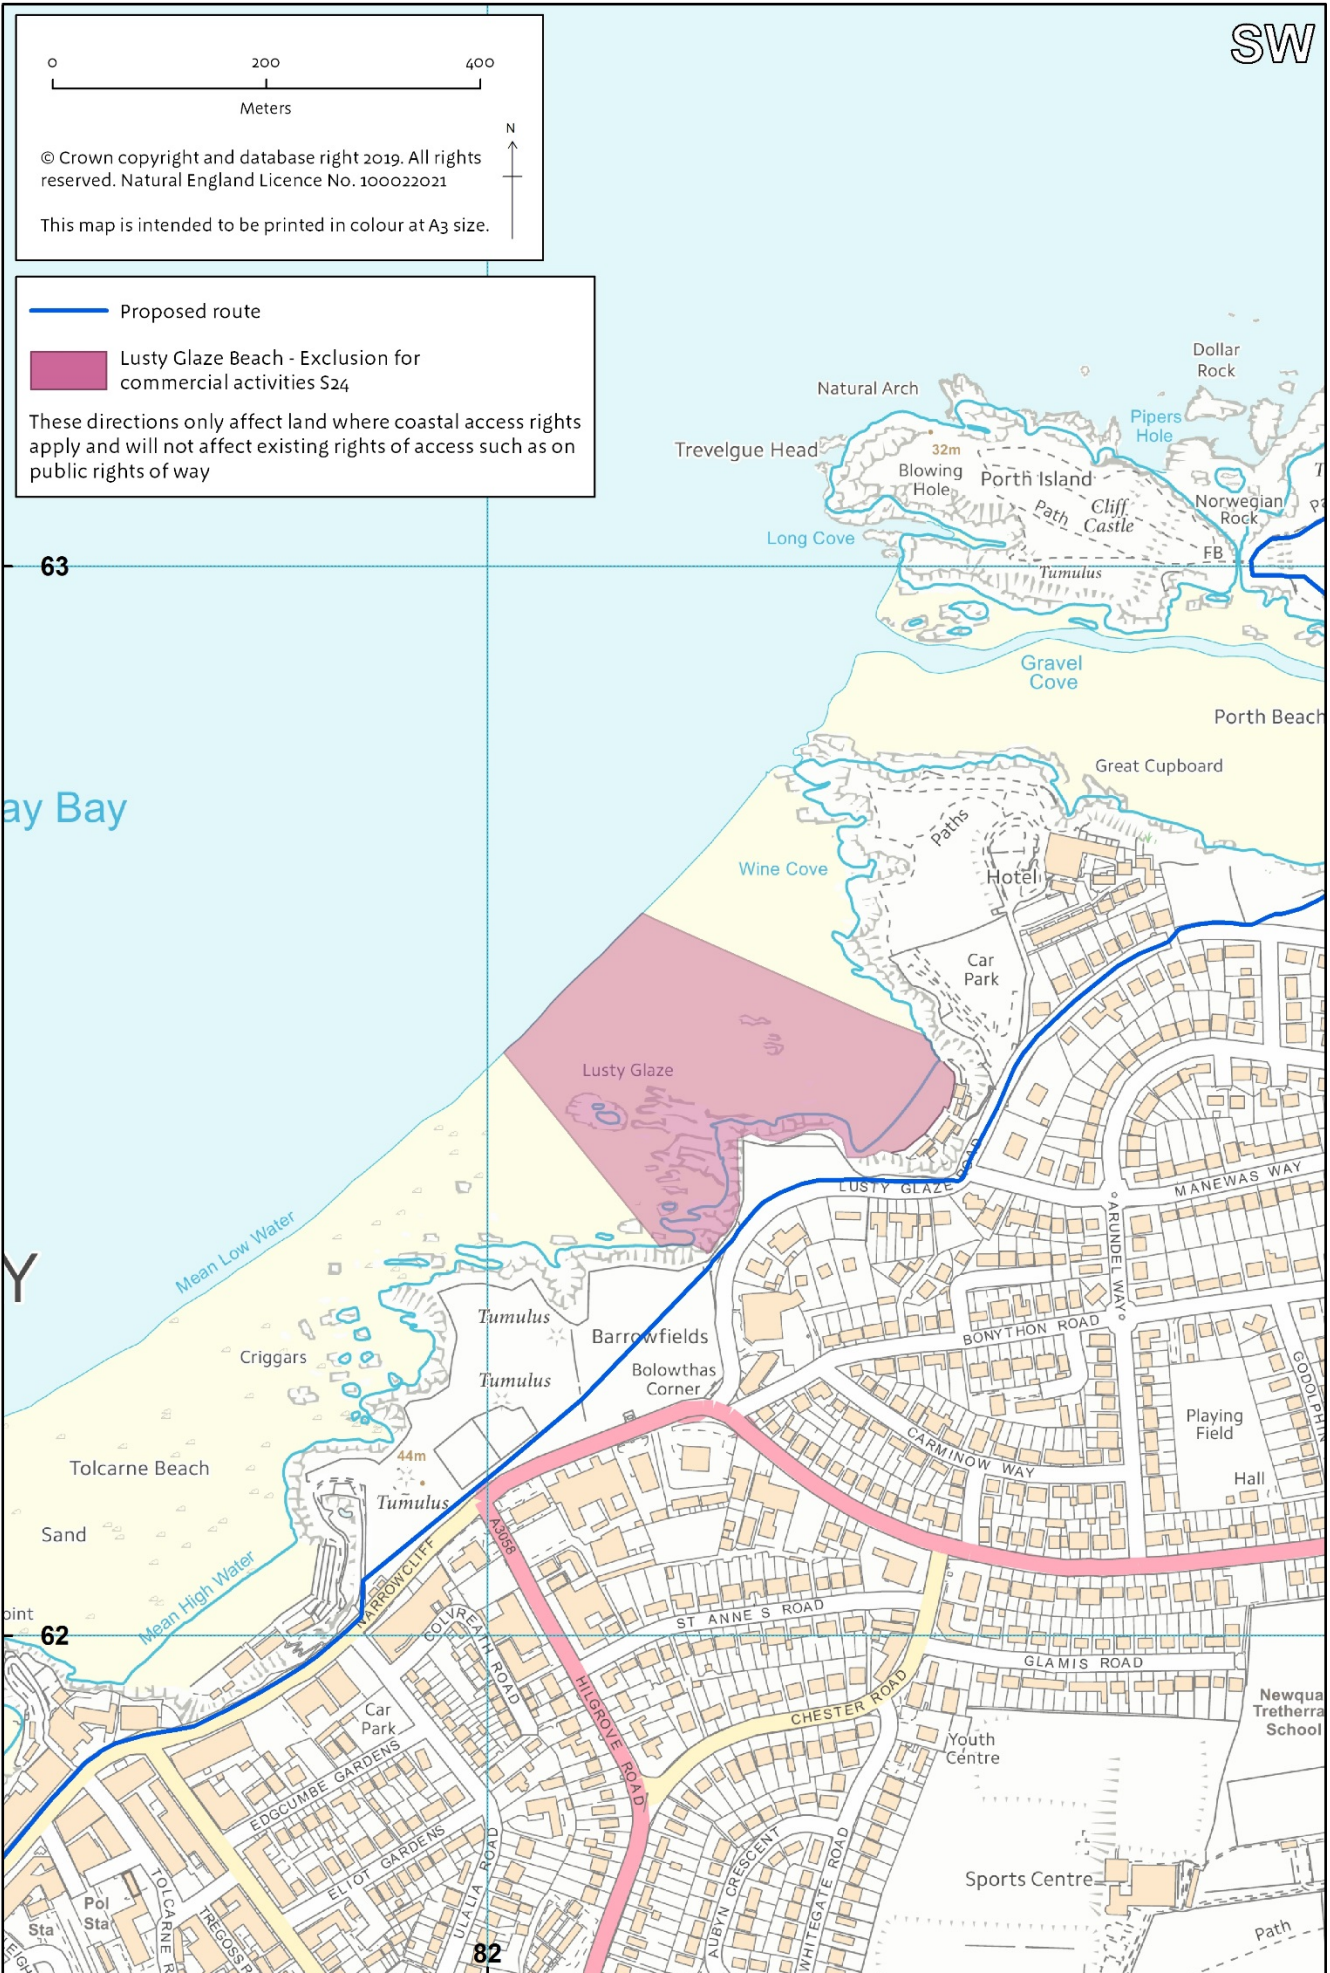 SW
0 200 400
Meters
N
© Crown copyright and database right 2019. All rights
reserved. Natural England Licence No. 100022021
This map is intended to be printed in colour at A3 size.
Proposed route
Lusty Glaze Beach - Exclusion for
commercial activities S24
These directions only affect land where coastal access rights
apply and will not affect existing rights of access such as on
public rights of way
Dollar
Rock
Natural Arch
Pipers
Hole
Trevelgue Head
32m
Blowing
Hole
Porth Island
Path
Cliff
Castle
Norwegian
Rock
Long Cove
FB
63
Tumulus
Gravel
Cove
Porth Beach
Great Cupboard
ay Bay
Paths
Wine Cove
Hotel
Car
Park
Lusty Glaze
LUSTY GLAZE ROAD
MANEWAS WAY
ARUNDEL WAY
Mean Low Water
Y
Tumulus
Barrowfields
BONYTHON ROAD
Criggars
Tumulus
Bolowthas
Corner
GODOLPHIN
Playing
Field
CARMINOW WAY
44m
Tolcarne Beach
Hall
Tumulus
Sand
A3058
NARROWCLIFF
Mean High Water
oint
ST ANNE S ROAD
62
COLVREATH ROAD
GLAMIS ROAD
HILGROVE ROAD
CHESTER ROAD
Newqua
Tretherra
School
Car
Park
Youth
Centre
EDGCUMBE GARDENS
ELIOT GARDENS
ULALIA ROAD
AUBYN CRESCENT
WHITEGATE ROAD
Sports Centre
TOLCARNE R
TREGOSS R
Pol
Sta
Sta
Path
82